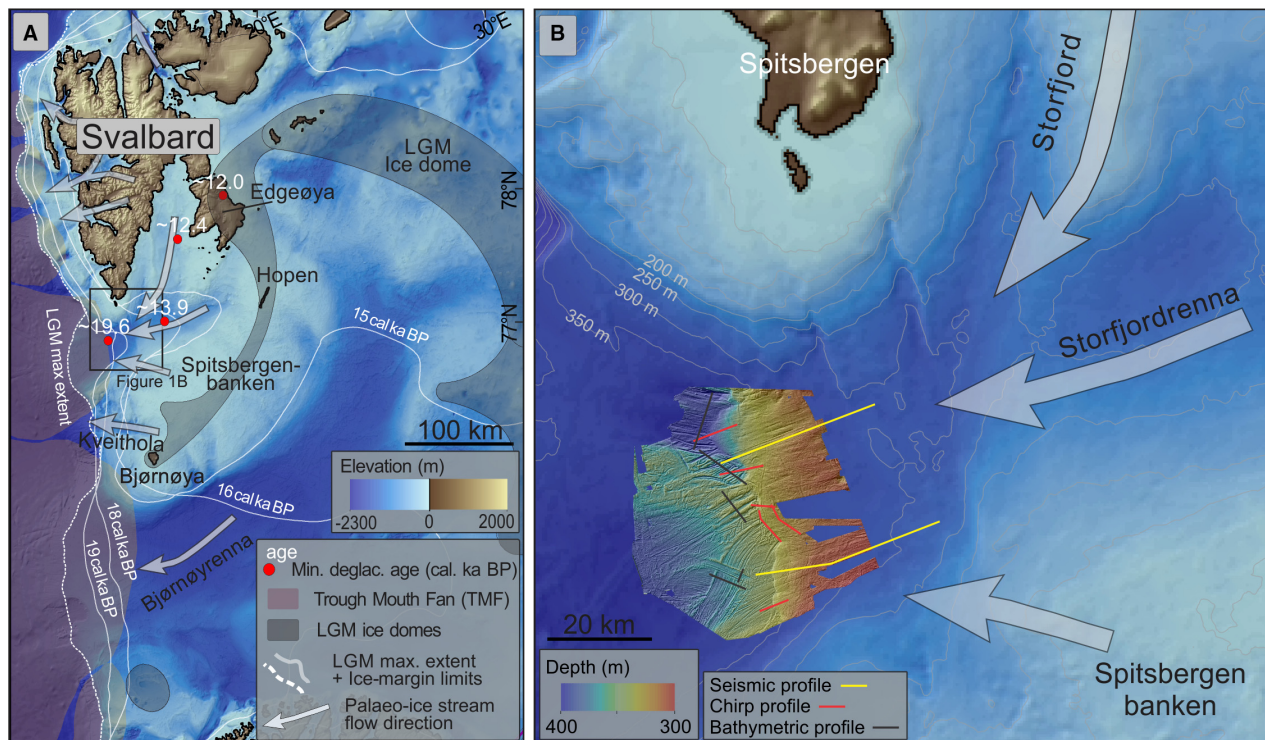 A
20°E
30°E
Svalbard
LGM
Ice dome
~12.0
Edgeøya
78°N
~12.4
Hopen
~13.9
~19.6
77°N
15 cal ka BP
LGM max extent
Figure 1B
Spitsbergen-
banken
Kveithola
Bjørnøya
100 km
Elevation (m)
-2300 0 2000
16 cal ka BP
18 cal ka BP
19 cal ka BP
Bjørnøyrenna
age
Min. deglac. age (cal. ka BP)
Trough Mouth Fan (TMF)
LGM ice domes
LGM max. extent
+ Ice-margin limits
Palaeo-ice stream
flow direction
B
Spitsbergen
Storfjord
200 m
250 m
300 m
350 m
Storfjordrenna
20 km
Depth (m)
400 300
Seismic profile
Chirp profile
Bathymetric profile
Spitsbergen
banken